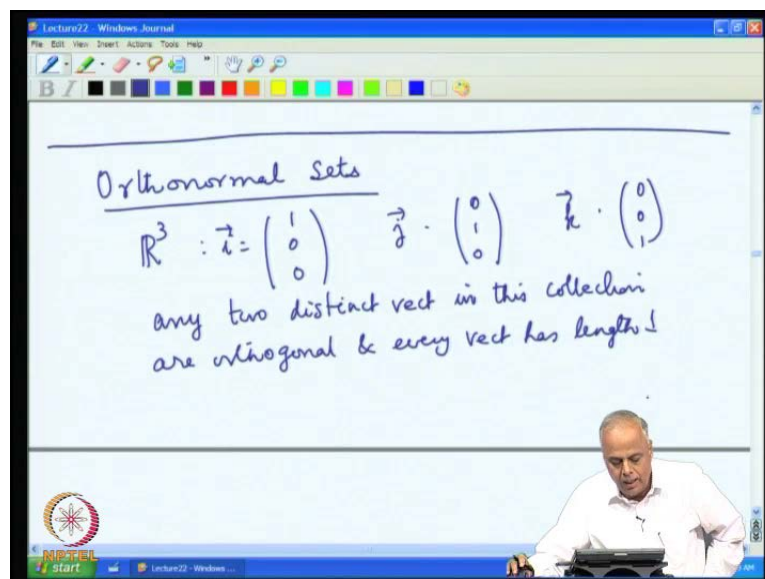 Lecture22 - Windows Journal
File Edit View Insert Actions Tools Help
B I
Orthonormal Sets
ℝ³ : i⃗ = (1 0 0) j⃗ . (0 1 0) k⃗ . (0 0 1)
any two distinct vect in this collection
are orthogonal & every vect has length 1
NPTEL
start Lecture22 - Windows ...
AM